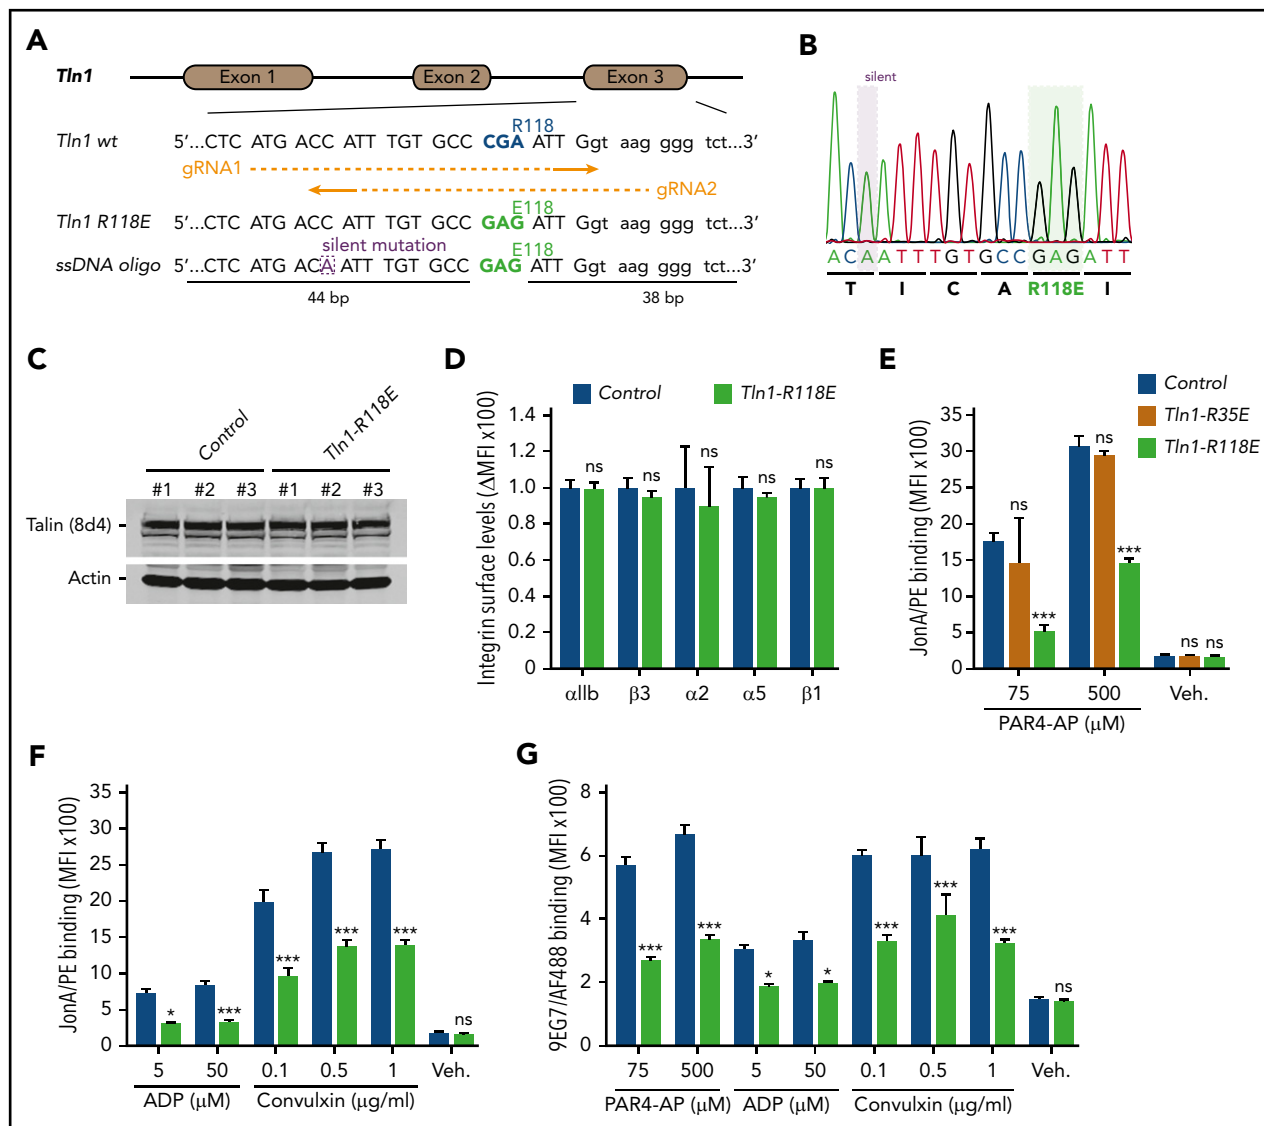 A
Tln1
Exon 1
Exon 2
Exon 3
R118
Tln1 wt
5’...CTC ATG ACC ATT TGT GCC CGA ATT Ggt aag ggg tct...3’
gRNA1
gRNA2
E118
Tln1 R118E
5’...CTC ATG ACC ATT TGT GCC GAG ATT Ggt aag ggg tct...3’
silent mutation
E118
ssDNA oligo
5’...CTC ATG ACA ATT TGT GCC GAG ATT Ggt aag ggg tct...3’
44 bp
38 bp
B
silent
A C A A T T T G T G C C G A G A T T
T I C A R118E I
C
Control
Tln1-R118E
#1 #2 #3 #1 #2 #3
Talin (8d4)
Actin
D
Control
Tln1-R118E
Integrin surface levels (ΔMFI x100)
1.4
1.2
1.0
0.8
0.6
0.4
0.2
0
ns
ns
ns
ns
ns
αIIb β3 α2 α5 β1
E
Control
Tln1-R35E
Tln1-R118E
JonA/PE binding (MFI x100)
35
30
25
20
15
10
5
0
ns
***
ns
***
ns
ns
75 500 Veh.
PAR4-AP (μM)
F
JonA/PE binding (MFI x100)
35
30
25
20
15
10
5
0
*
***
***
***
***
ns
5 50 0.1 0.5 1 Veh.
ADP (μM) Convulxin (μg/ml)
G
9EG7/AF488 binding (MFI x100)
8
6
4
2
0
***
***
*
*
***
***
***
ns
75 500 5 50 0.1 0.5 1 Veh.
PAR4-AP (μM) ADP (μM) Convulxin (μg/ml)